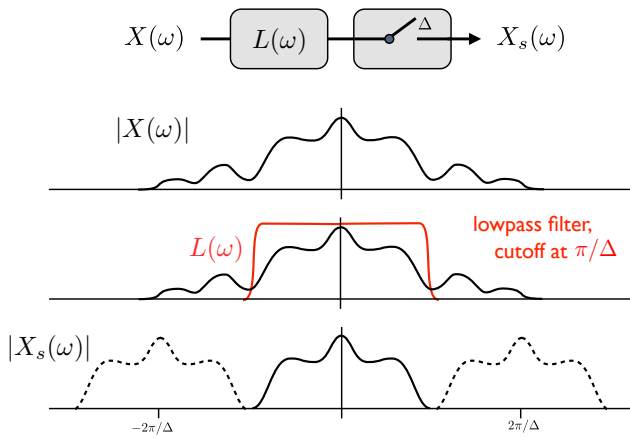 X(ω) L(ω) Δ X_s(ω)
|X(ω)|
L(ω)
lowpass filter,
cutoff at π/Δ
|X_s(ω)|
−2π/Δ 2π/Δ